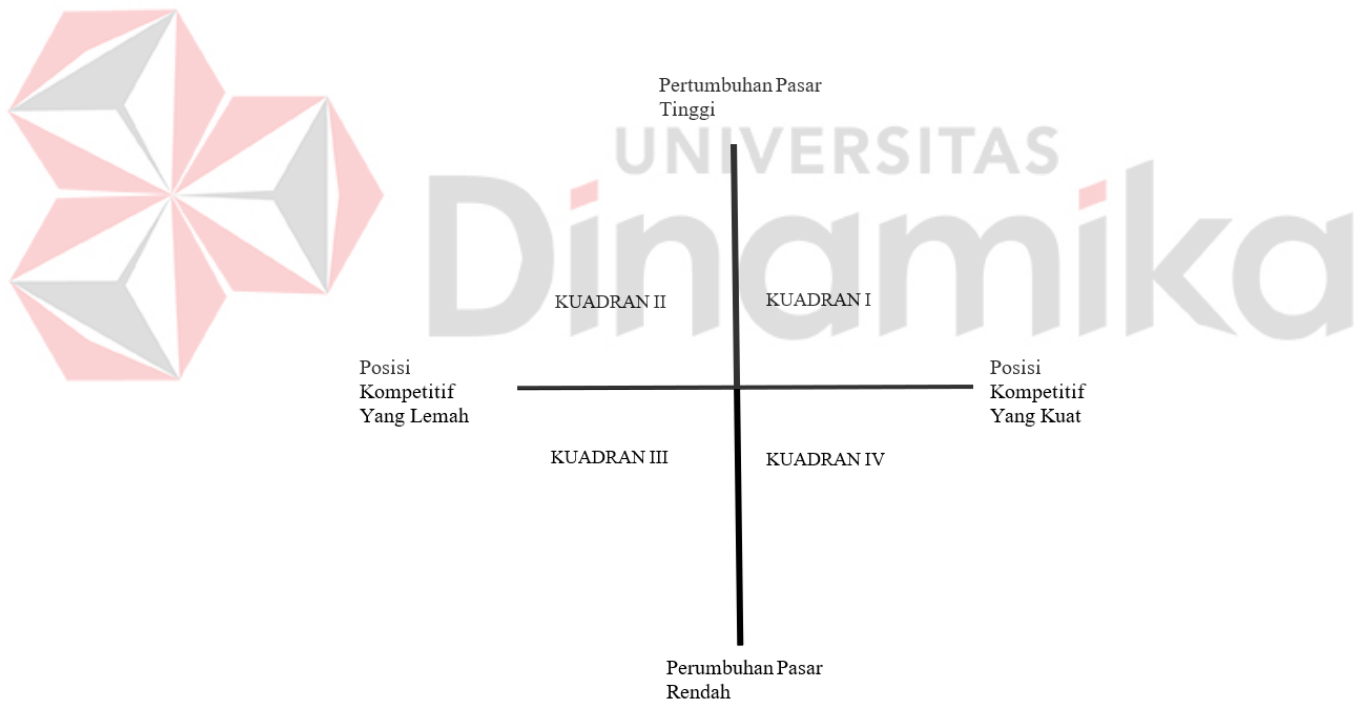 Pertumbuhan Pasar
Tinggi
UNIVERSITAS
Dinamika
KUADRAN II
KUADRAN I
Posisi
Kompetitif
Yang Lemah
Posisi
Kompetitif
Yang Kuat
KUADRAN III
KUADRAN IV
Perumbuhan Pasar
Rendah